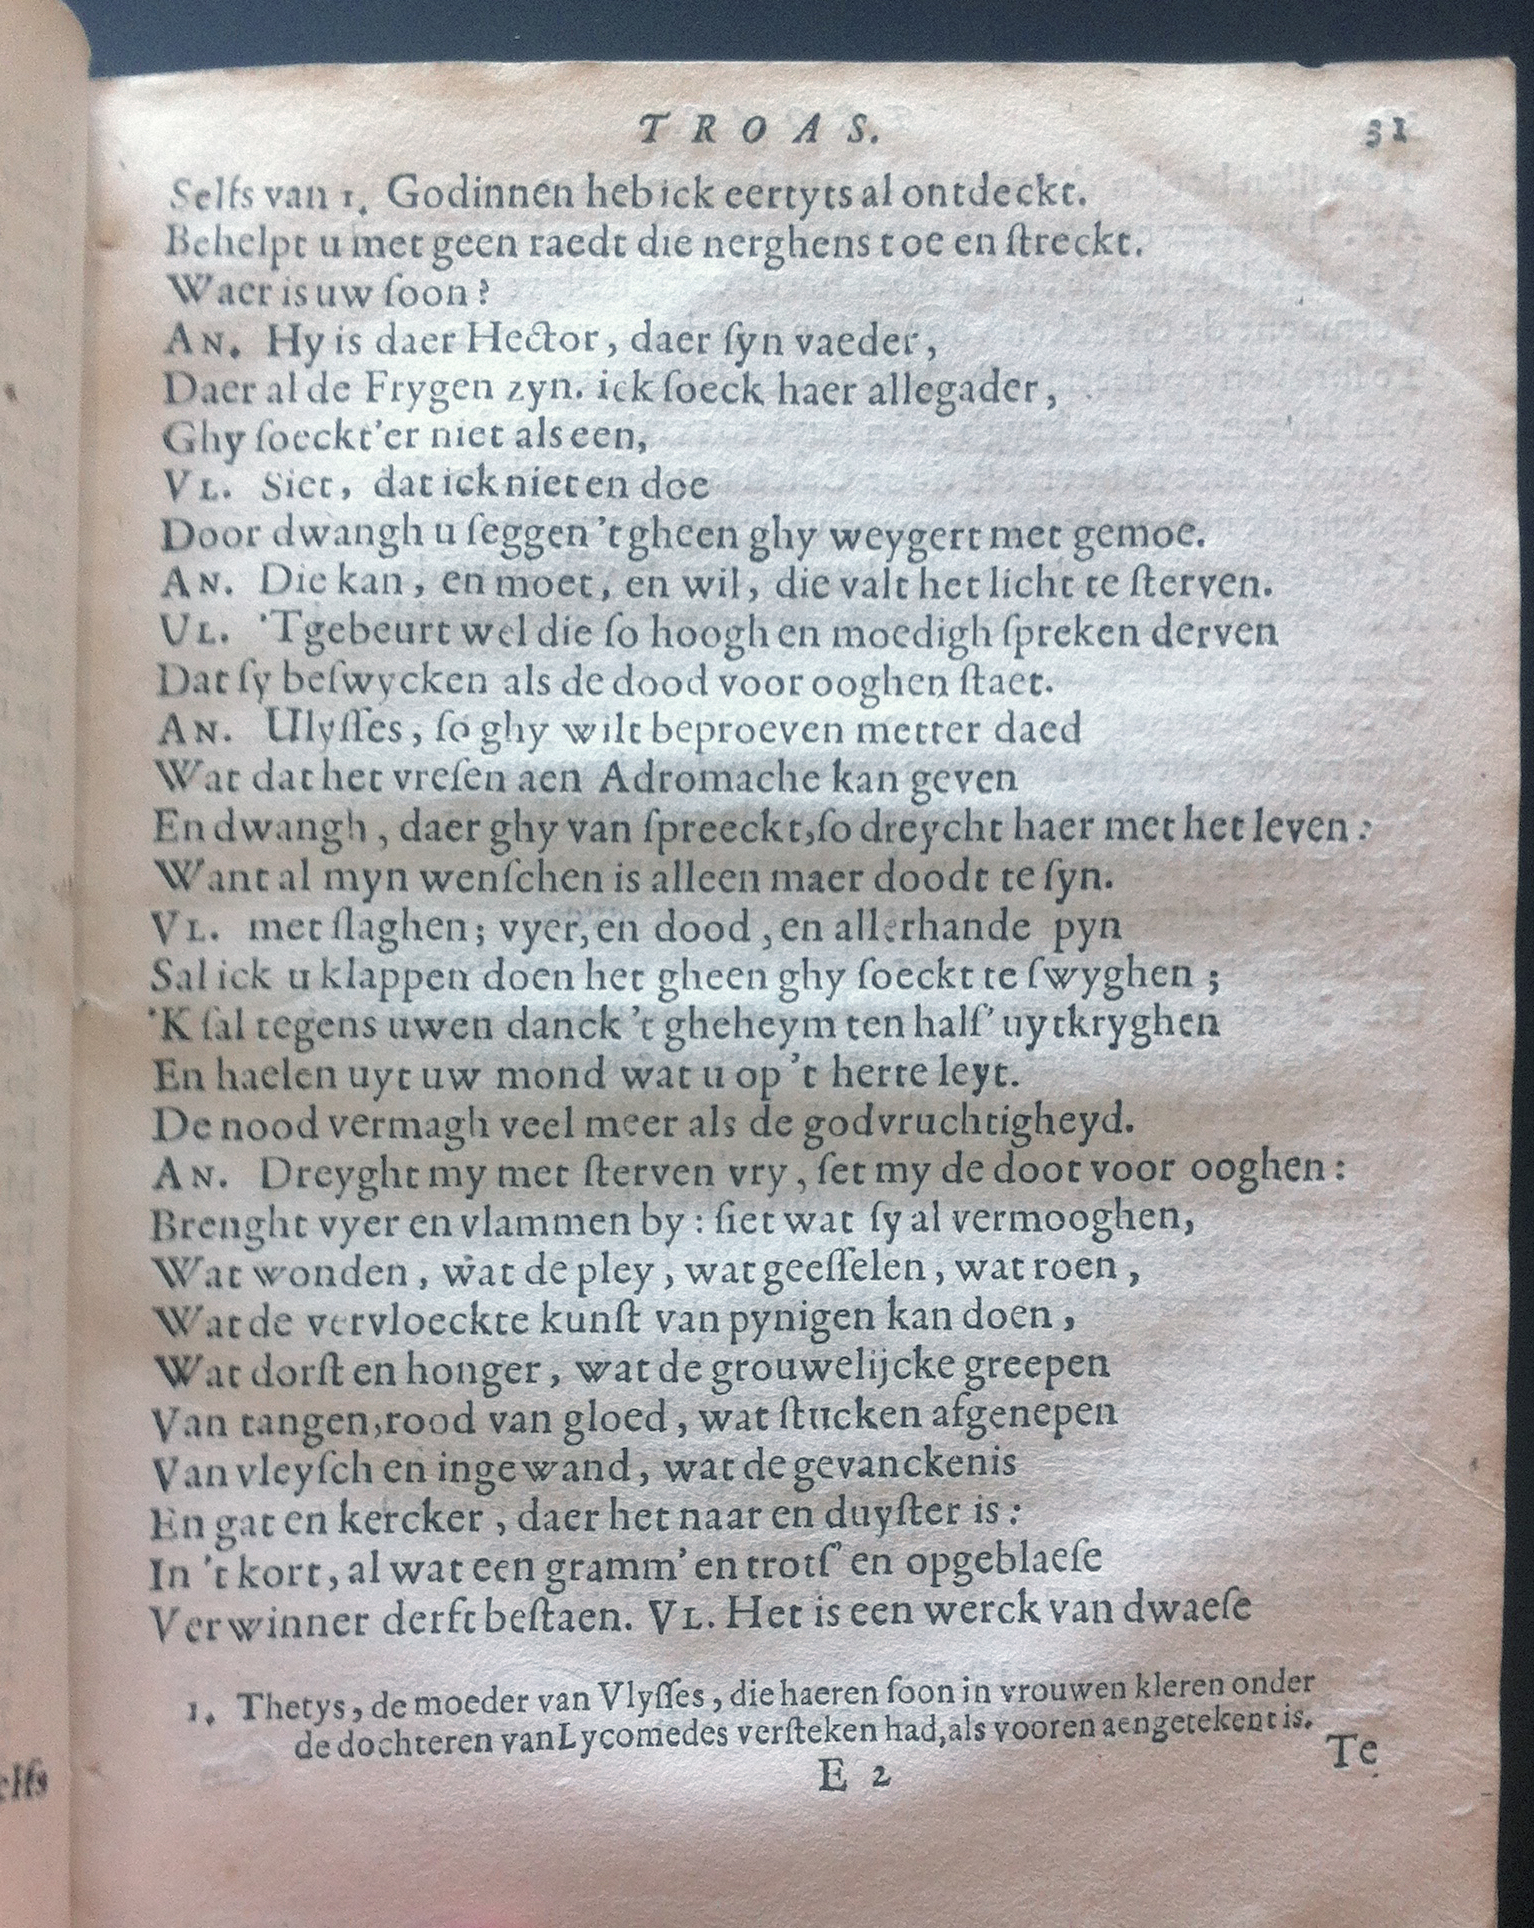 TROAS. 51
Selfs van 1. Godinnen heb ick eertyts al ontdeckt.
Behelpt u met geen raedt die nerghens toe en ſtreckt.
Waer is uw ſoon?
AN. Hy is daer Hector, daer ſyn vaeder,
Daer al de Frygen zyn. ick ſoeck haer allegader,
Ghy ſoeckt'er niet als een,
VL. Siet, dat ick niet en doe
Door dwangh u ſeggen 't gheen ghy weygert met gemoe.
AN. Die kan, en moet, en wil, die valt het licht te ſterven.
UL. 'Tgebeurt wel die ſo hoogh en moedigh ſpreken derven
Dat ſy beſwycken als de dood voor ooghen ſtaet.
AN. Ulyſſes, ſo ghy wilt beproeven metter daed
Wat dat het vreſen aen Adromache kan geven
En dwangh, daer ghy van ſpreeckt, ſo dreycht haer met het leven:
Want al myn wenſchen is alleen maer doodt te ſyn.
VL. met ſlaghen; vyer, en dood, en allerhande pyn
Sal ick u klappen doen het gheen ghy ſoeckt te ſwyghen;
'K ſal tegens uwen danck 't gheheym ten halſ' uytkryghen
En haelen uyt uw mond wat u op 't herte leyt.
De nood vermagh veel meer als de godvruchtigheyd.
AN. Dreyght my met ſterven vry, ſet my de doot voor ooghen:
Brenght vyer en vlammen by: ſiet wat ſy al vermooghen,
Wat wonden, wat de pley, wat geeſſelen, wat roen,
Wat de vervloeckte kunſt van pynigen kan doen,
Wat dorſt en honger, wat de grouwelijcke greepen
Van tangen, rood van gloed, wat ſtucken afgenepen
Van vleyſch en ingewand, wat de gevanckenis
En gat en kercker, daer het naar en duyſter is:
In 't kort, al wat een gramm' en trotſ' en opgeblaeſe
Verwinner derft beſtaen. VL. Het is een werck van dwaeſe
1. Thetys, de moeder van Vlyſſes, die haeren ſoon in vrouwen kleren onder
de dochteren van Lycomedes verſteken had, als vooren aengetekent is.
E 2
Te
elfs